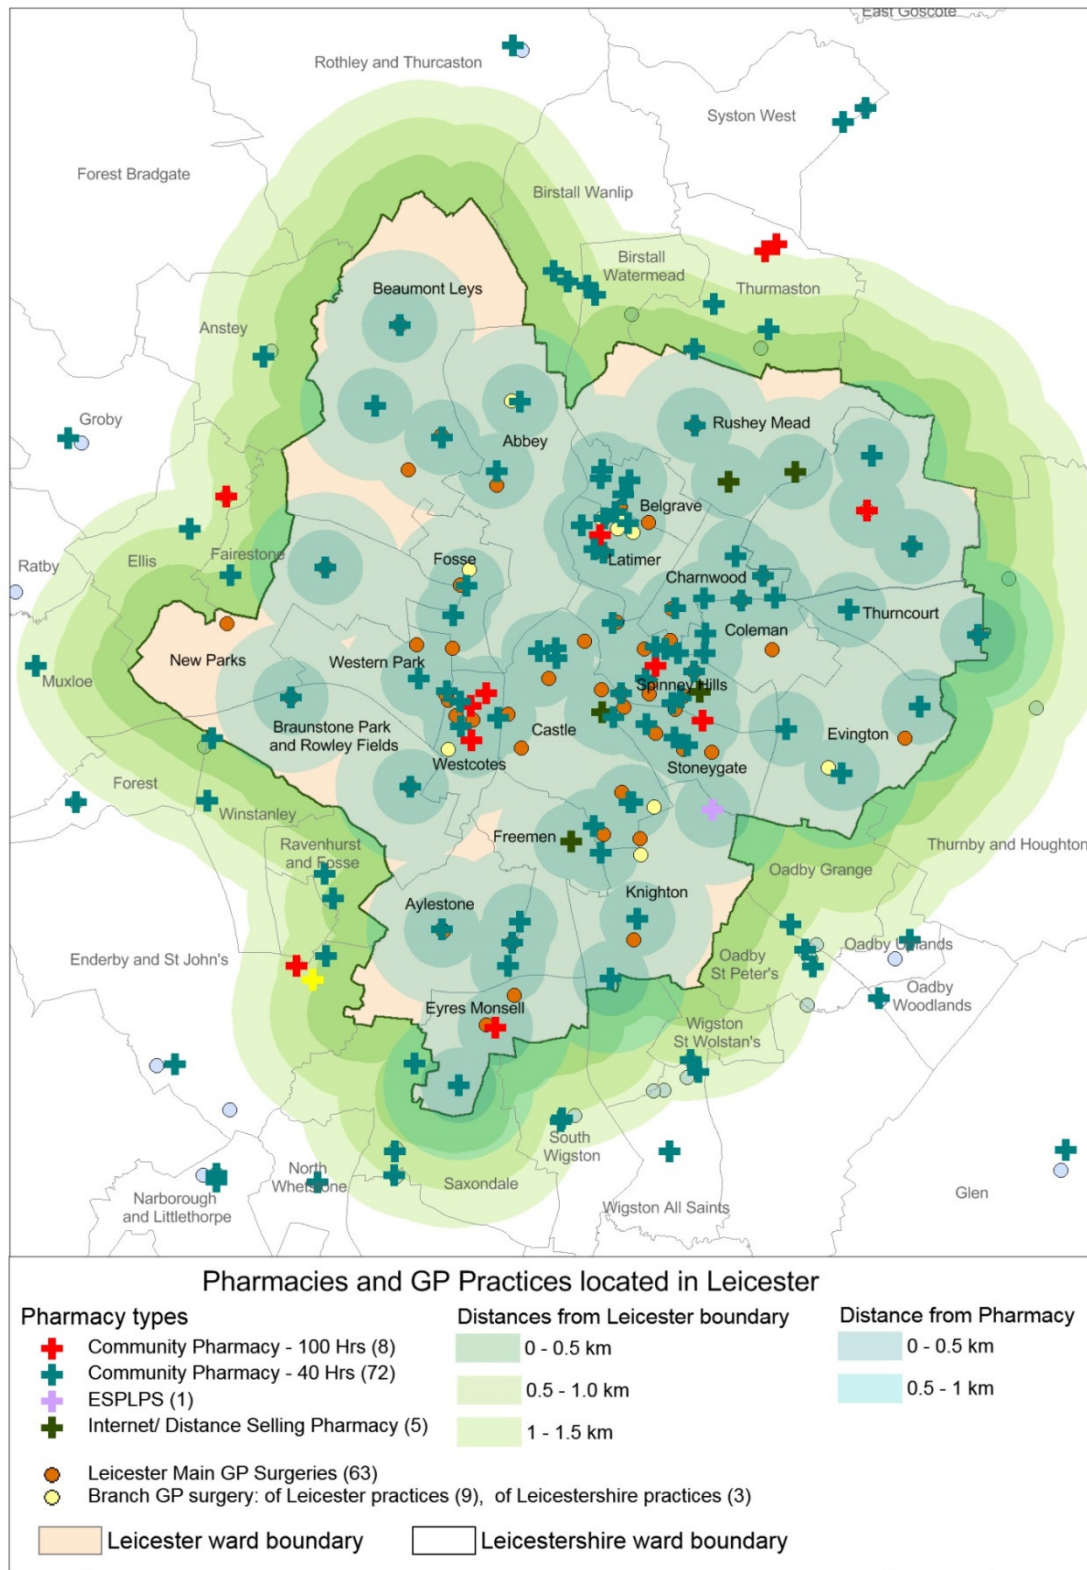 East Goscote
Rothley and Thurcaston
Syston West
Forest Bradgate
Birstall Wanlip
Birstall
Watermead
Beaumont Leys
Thurmaston
Anstey
Groby
Rushey Mead
Abbey
Belgrave
Ellis
Fairestone
Fosse
Latimer
Ratby
Charnwood
Thurncourt
Coleman
New Parks
Western Park
Muxloe
Spinney Hills
Braunstone Park
and Rowley Fields
Castle
Evington
Westcotes
Stoneygate
Forest
Winstanley
Freemen
Ravenhurst
and Fosse
Thurnby and Houghton
Oadby Grange
Knighton
Aylestone
Enderby and St John's
Oadby
St Peter's
Oadby Uplands
Oadby
Woodlands
Eyres Monsell
Wigston
St Wolstan's
South
Wigston
North
Whetstone
Saxondale
Narborough
and Littlethorpe
Wigston All Saints
Glen
Pharmacies and GP Practices located in Leicester
Pharmacy types
Community Pharmacy - 100 Hrs (8)
Community Pharmacy - 40 Hrs (72)
ESPLPS (1)
Internet/ Distance Selling Pharmacy (5)
Distances from Leicester boundary
0 - 0.5 km
0.5 - 1.0 km
1 - 1.5 km
Distance from Pharmacy
0 - 0.5 km
0.5 - 1 km
Leicester Main GP Surgeries (63)
Branch GP surgery: of Leicester practices (9), of Leicestershire practices (3)
Leicester ward boundary
Leicestershire ward boundary